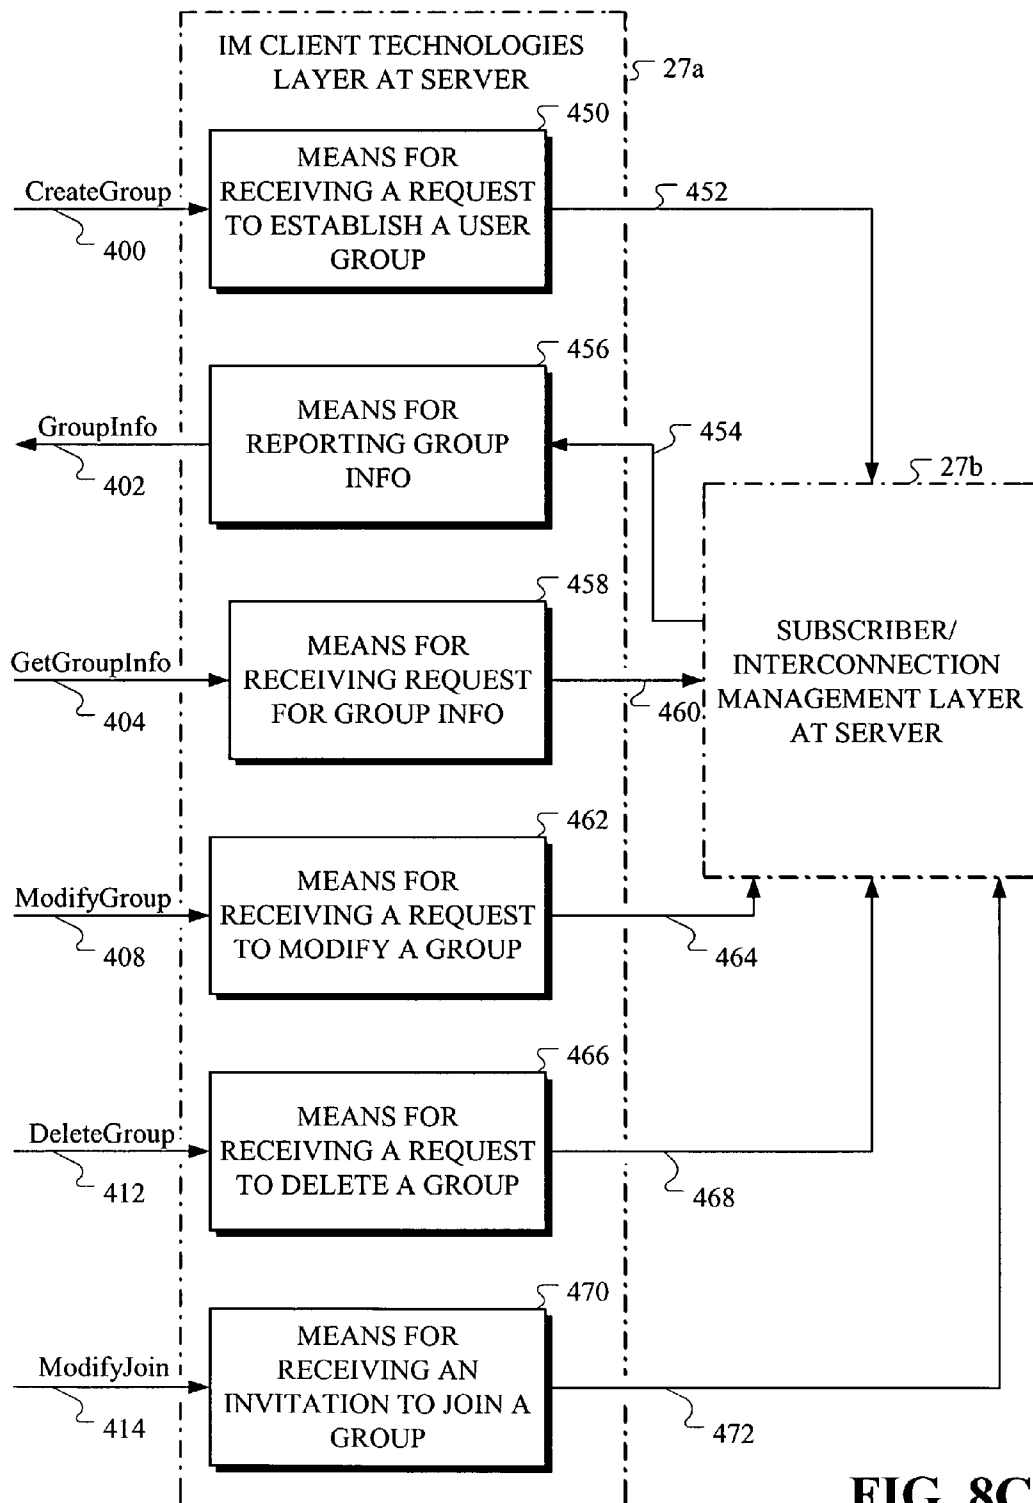 IM CLIENT TECHNOLOGIES
LAYER AT SERVER
27a
450
MEANS FOR
RECEIVING A REQUEST
TO ESTABLISH A USER
GROUP
CreateGroup
400
452
456
MEANS FOR
REPORTING GROUP
INFO
GroupInfo
402
454
27b
458
MEANS FOR
RECEIVING REQUEST
FOR GROUP INFO
GetGroupInfo
404
460
SUBSCRIBER/
INTERCONNECTION
MANAGEMENT LAYER
AT SERVER
462
MEANS FOR
RECEIVING A REQUEST
TO MODIFY A GROUP
ModifyGroup
408
464
466
MEANS FOR
RECEIVING A REQUEST
TO DELETE A GROUP
DeleteGroup
412
468
470
MEANS FOR
RECEIVING AN
INVITATION TO JOIN A
GROUP
ModifyJoin
414
472
FIG. 8C